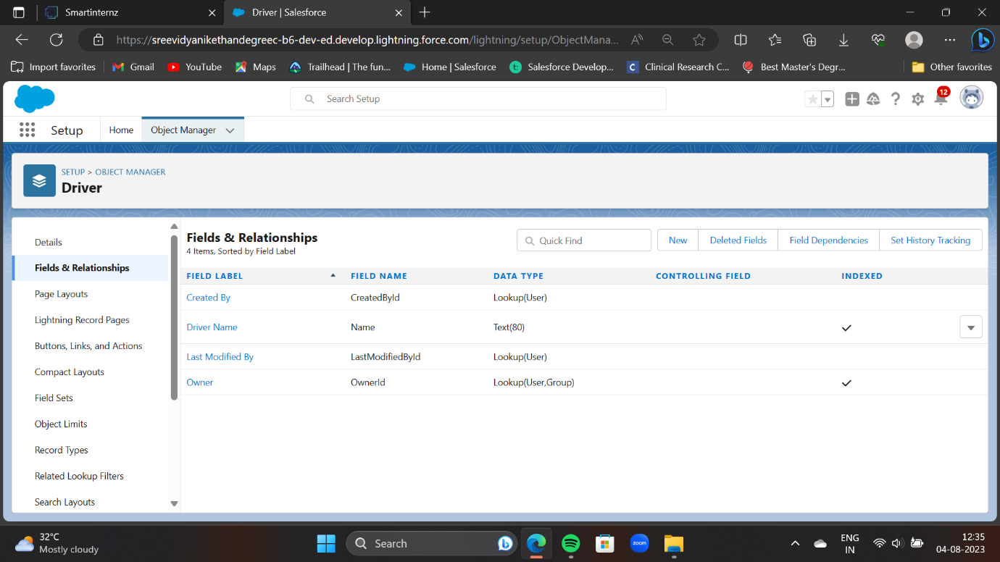 Smartinternz
Driver | Salesforce
https://sreevidyanikethandegreec-b6-dev-ed.develop.lightning.force.com/lightning/setup/ObjectMana...
Import favorites
Gmail
YouTube
Maps
Trailhead | The fun...
Home | Salesforce
Salesforce Develop...
Clinical Research C...
Best Master's Degr...
Other favorites
Search Setup
12
Setup
Home
Object Manager
SETUP > OBJECT MANAGER
Driver
Details
Fields & Relationships
Page Layouts
Lightning Record Pages
Buttons, Links, and Actions
Compact Layouts
Field Sets
Object Limits
Record Types
Related Lookup Filters
Search Layouts
Fields & Relationships
4 Items, Sorted by Field Label
Quick Find
New
Deleted Fields
Field Dependencies
Set History Tracking
FIELD LABEL FIELD NAME DATA TYPE CONTROLLING FIELD INDEXED
Created By CreatedById Lookup(User)
Driver Name Name Text(80)
Last Modified By LastModifiedById Lookup(User)
Owner OwnerId Lookup(User,Group)
32°C
Mostly cloudy
Search
zoom
ENG
IN
12:35
04-08-2023